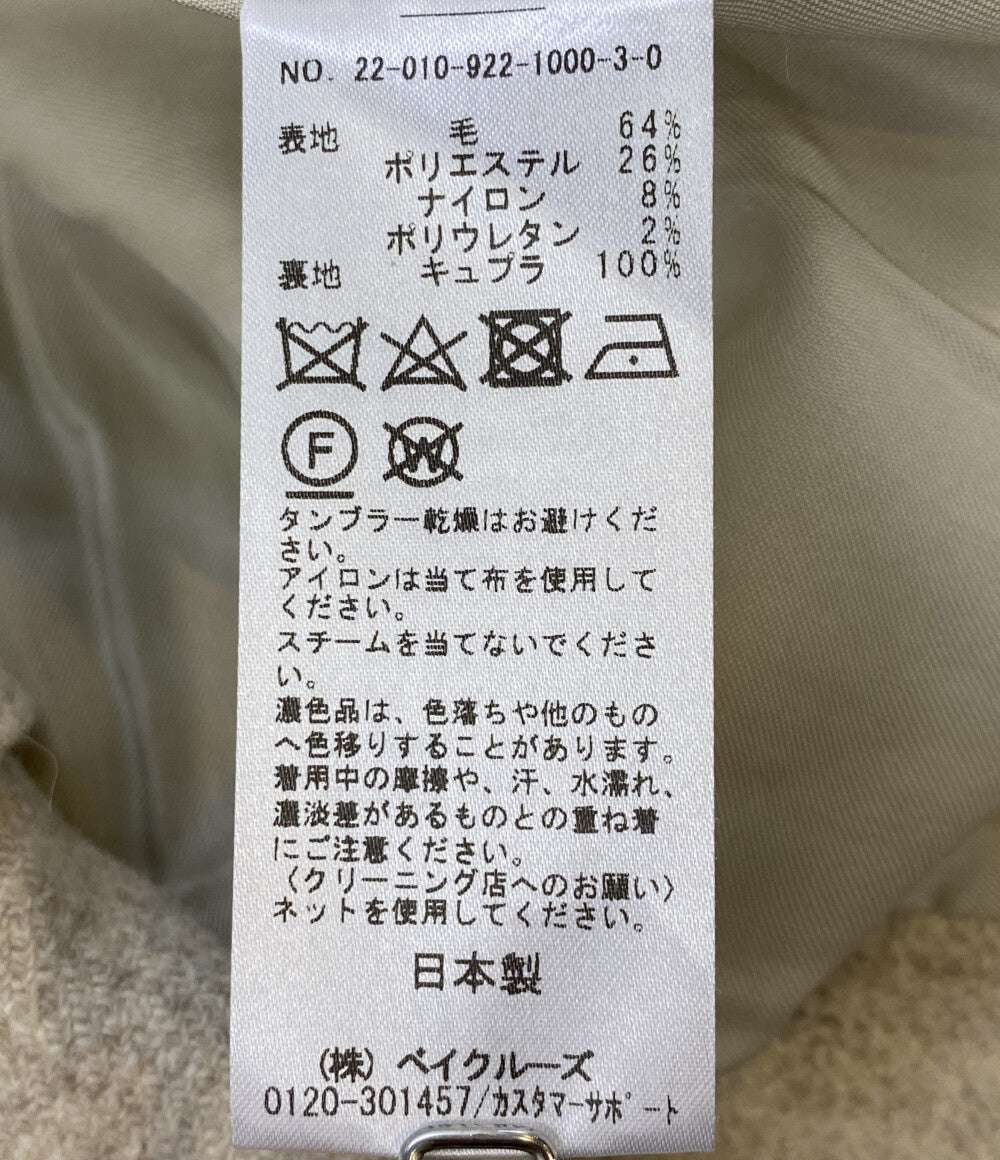 NO. 22-010-922-1000-3-0
表地 毛 64%
ポリエステル 26%
ナイロン 8%
ポリウレタン 2%
裏地 キュプラ 100%
F W
タンブラー乾燥はお避けくだ
さい。
アイロンは当て布を使用して
ください。
スチームを当てないでくださ
い。
濃色品は、色落ちや他のもの
へ色移りすることがあります。
着用中の摩擦や、汗、水濡れ、
濃淡差があるものとの重ね着
にご注意ください。
〈クリーニング店へのお願い〉
ネットを使用してください。
日本製
(株) ベイクルーズ
0120-301457/カスタマーサポート